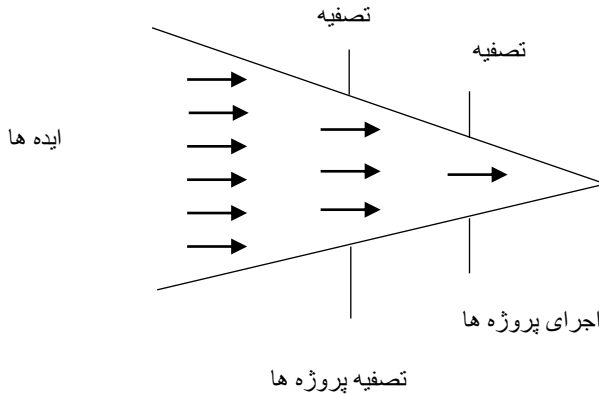 تصفیه
تصفیه
ایده ها
اجرای پروژه ها
تصفیه پروژه ها